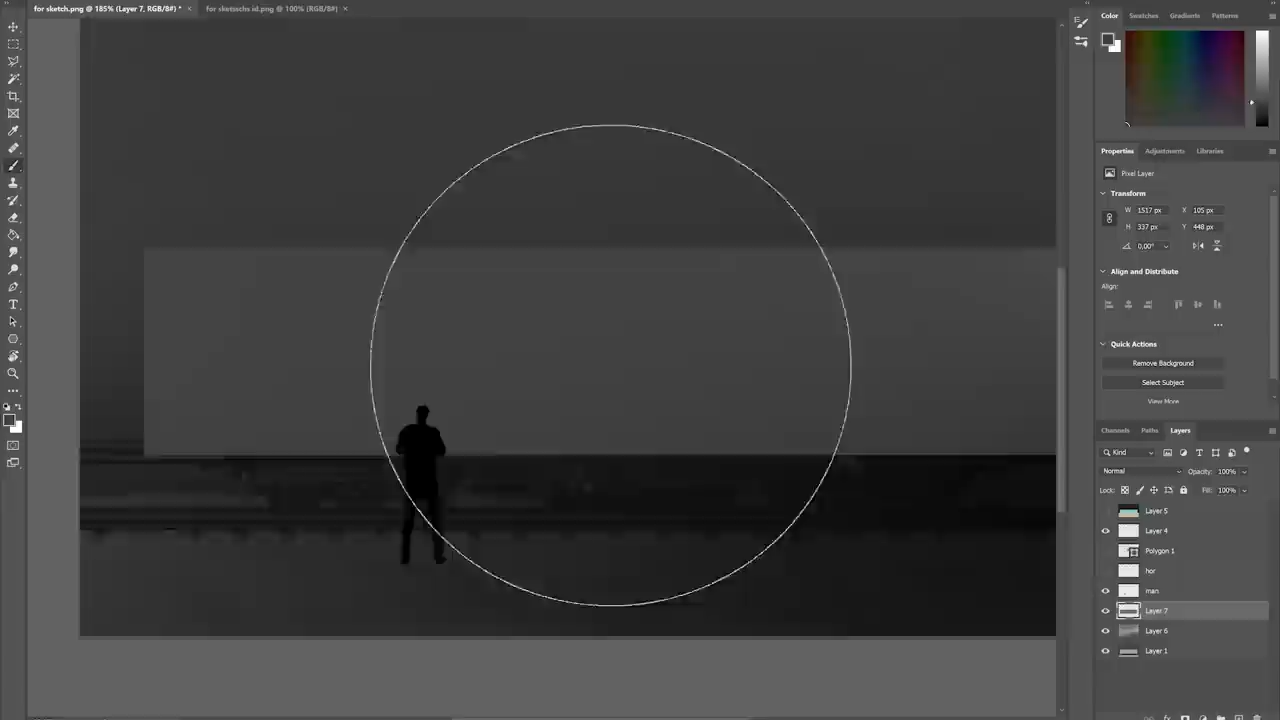 for sketch.png @ 185% (Layer 7, RGB/8#) * ×
for sketsschs id.png @ 100% (RGB/8#) ×
Color Swatches Gradients Patterns
Properties Adjustments Libraries
Pixel Layer
Transform
W 1517 px X 105 px
H 337 px Y 448 px
0,00°
Align and Distribute
Align:
Quick Actions
Remove Background
Select Subject
View More
Channels Paths Layers
Kind
Normal Opacity: 100%
Lock: Fill: 100%
Layer 5
Layer 4
Polygon 1
hor
man
Layer 7
Layer 6
Layer 1